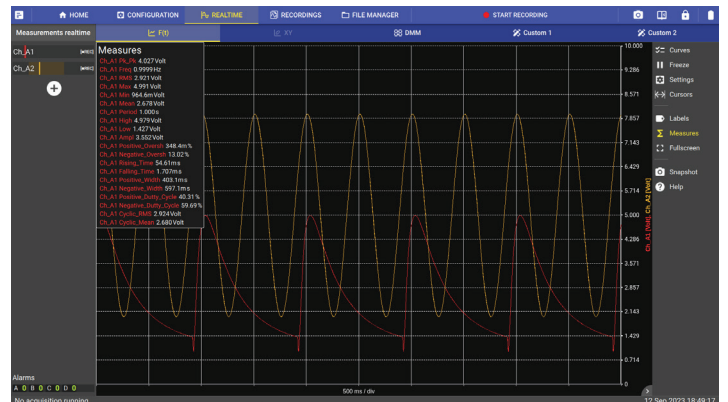 HOME CONFIGURATION REALTIME RECORDINGS FILE MANAGER START RECORDING
Measurements realtime F(t) XY DMM Custom 1 Custom 2
Ch_A1
Ch_A2
Measures
Ch_A1 Pk_Pk 4.027Volt
Ch_A1 Freq 0.9999Hz
Ch_A1 RMS 2.921Volt
Ch_A1 Max 4.991Volt
Ch_A1 Min 964.6mVolt
Ch_A1 Mean 2.678Volt
Ch_A1 Period 1.000s
Ch_A1 High 4.979Volt
Ch_A1 Low 1.427Volt
Ch_A1 Ampl 3.552Volt
Ch_A1 Positive_Oversh 348.4m%
Ch_A1 Negative_Oversh 13.02%
Ch_A1 Rising_Time 54.61ms
Ch_A1 Falling_Time 1.707ms
Ch_A1 Positive_Width 403.1ms
Ch_A1 Negative_Width 597.1ms
Ch_A1 Positive_Dutty_Cycle 40.31%
Ch_A1 Negative_Dutty_Cycle 59.69%
Ch_A1 Cyclic_RMS 2.924Volt
Ch_A1 Cyclic_Mean 2.680Volt
10.000
9.286
8.571
7.857
7.143
6.429
5.714
5.000
4.286
3.571
2.857
2.143
1.429
0.714
0
Ch_A1 [Volt] Ch_A2 [Volt]
Curves
Freeze
Settings
Cursors
Labels
Measures
Fullscreen
Snapshot
Help
Alarms
A 0 B 0 C 0 D 0
500 ms / div
No acquisition running
12 Sep 2023 18:49:17